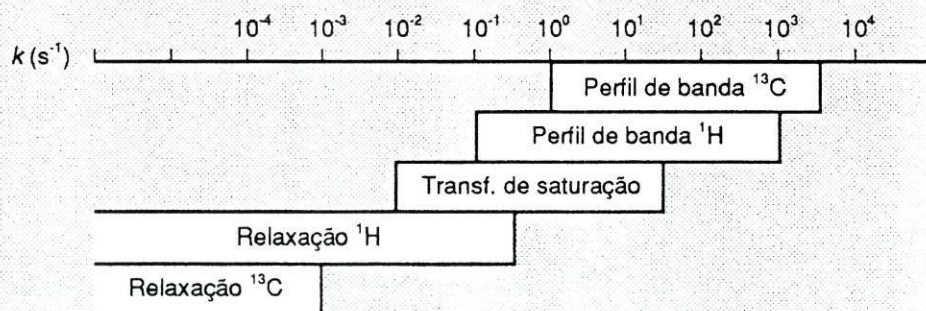 10⁻⁴ 10⁻³ 10⁻² 10⁻¹ 10⁰ 10¹ 10² 10³ 10⁴
k (s⁻¹)
Perfil de banda ¹³C
Perfil de banda ¹H
Transf. de saturação
Relaxação ¹H
Relaxação ¹³C